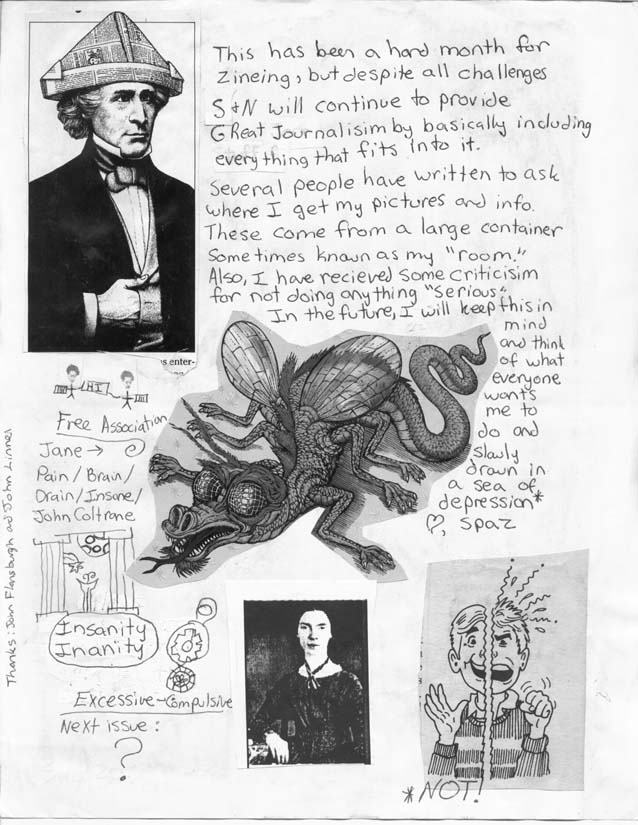 This has been a hard month for
zineing, but despite all challenges
S+N will continue to provide
Great Journalisim by basically including
everything that fits into it.
Several people have written to ask
where I get my pictures and info.
These come from a large container
sometimes known as my "room."
Also, I have recieved some criticisim
for not doing anything "serious".
In the future, I will keep this in
mind
and think
of what
everyone
wants
me to
do and
slowly
drown in
a sea of
depression*
♡, Spaz
us enter-
HI
Free Association
Jane →
Pain / Brain /
Drain / Insane /
John Coltrane
Insanity
Inanity
Excessive-Compulsive
Next issue:
?
Thanks: John Flansburgh and John Linnel
*NOT!